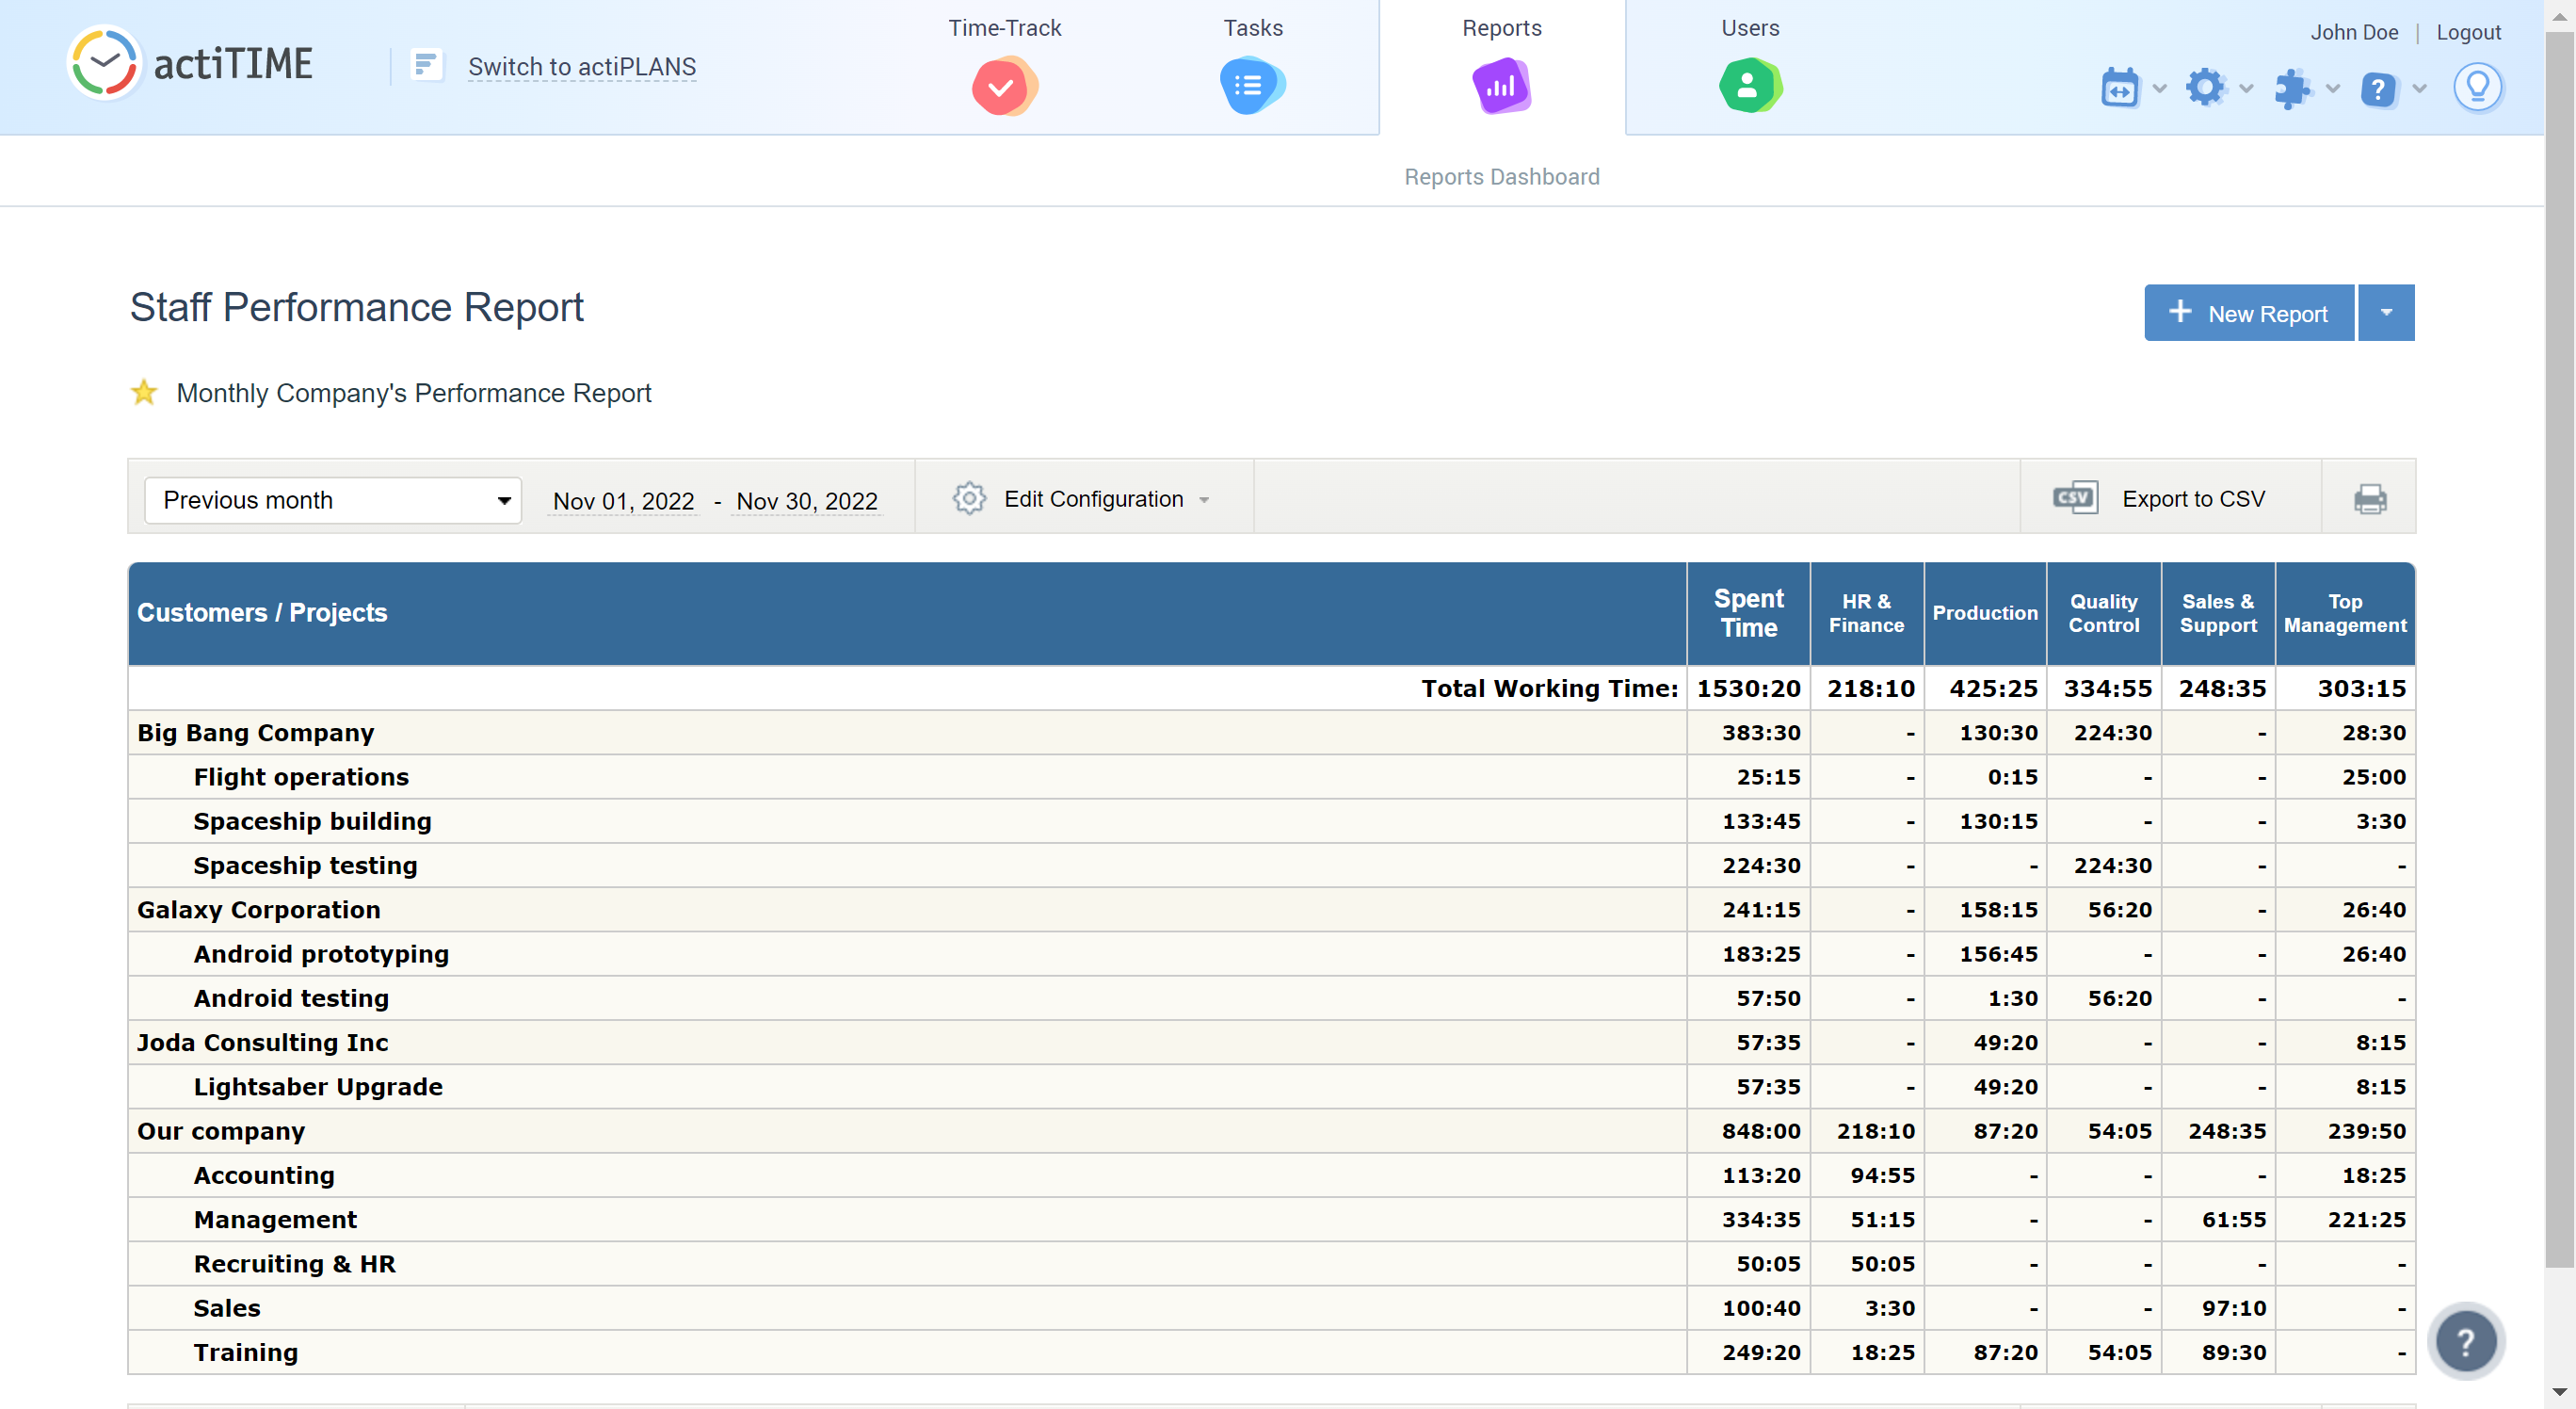 actiTIME
Switch to actiPLANS
Time-Track
Tasks
Reports
Users
John Doe | Logout
Reports Dashboard
Staff Performance Report
+ New Report
Monthly Company's Performance Report
Previous month
Nov 01, 2022 - Nov 30, 2022
Edit Configuration
CSV Export to CSV
Customers / Projects
Spent Time
HR & Finance
Production
Quality Control
Sales & Support
Top Management
Total Working Time: 1530:20 218:10 425:25 334:55 248:35 303:15
Big Bang Company 383:30 - 130:30 224:30 - 28:30
Flight operations 25:15 - 0:15 - - 25:00
Spaceship building 133:45 - 130:15 - - 3:30
Spaceship testing 224:30 - - 224:30 - -
Galaxy Corporation 241:15 - 158:15 56:20 - 26:40
Android prototyping 183:25 - 156:45 - - 26:40
Android testing 57:50 - 1:30 56:20 - -
Joda Consulting Inc 57:35 - 49:20 - - 8:15
Lightsaber Upgrade 57:35 - 49:20 - - 8:15
Our company 848:00 218:10 87:20 54:05 248:35 239:50
Accounting 113:20 94:55 - - - 18:25
Management 334:35 51:15 - - 61:55 221:25
Recruiting & HR 50:05 50:05 - - - -
Sales 100:40 3:30 - - 97:10 -
Training 249:20 18:25 87:20 54:05 89:30 -
?